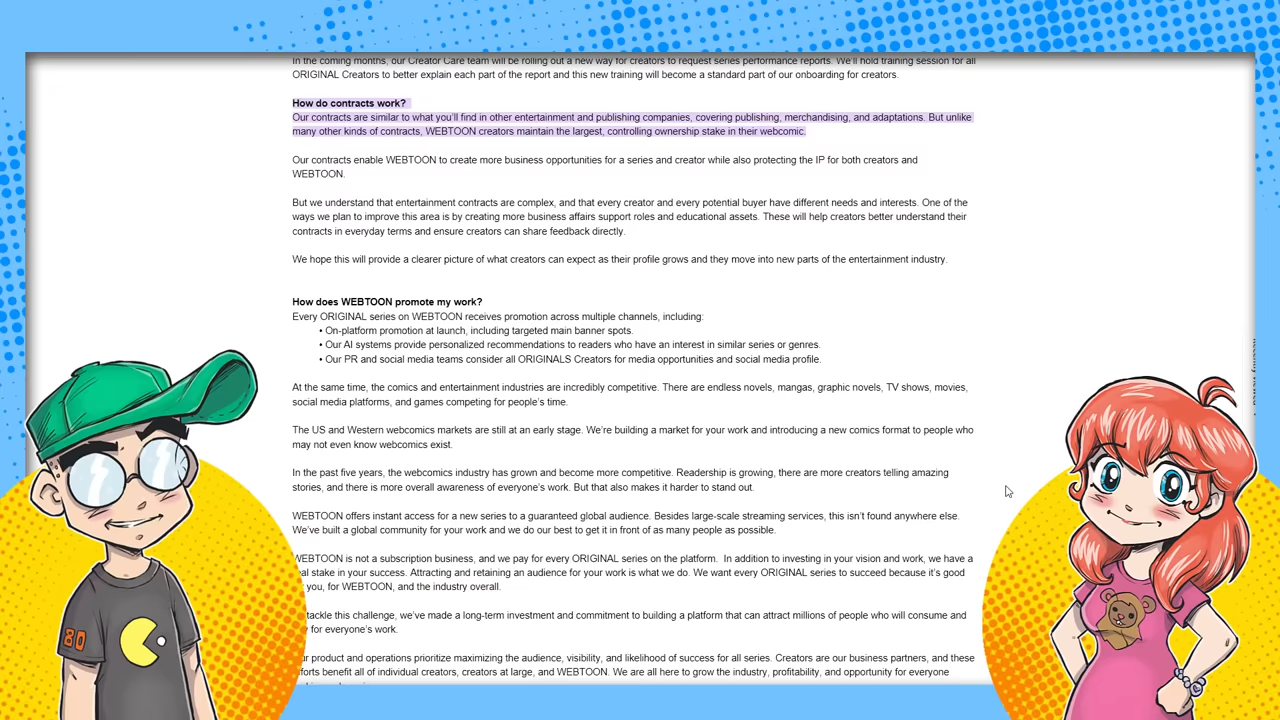 In the coming months, our Creator Care team will be rolling out a new way for creators to request series performance reports. We'll hold training session for all
ORIGINAL Creators to better explain each part of the report and this new training will become a standard part of our onboarding for creators.
How do contracts work?
Our contracts are similar to what you'll find in other entertainment and publishing companies, covering publishing, merchandising, and adaptations. But unlike
many other kinds of contracts, WEBTOON creators maintain the largest, controlling ownership stake in their webcomic.
Our contracts enable WEBTOON to create more business opportunities for a series and creator while also protecting the IP for both creators and
WEBTOON.
But we understand that entertainment contracts are complex, and that every creator and every potential buyer have different needs and interests. One of the
ways we plan to improve this area is by creating more business affairs support roles and educational assets. These will help creators better understand their
contracts in everyday terms and ensure creators can share feedback directly.
We hope this will provide a clearer picture of what creators can expect as their profile grows and they move into new parts of the entertainment industry.
How does WEBTOON promote my work?
Every ORIGINAL series on WEBTOON receives promotion across multiple channels, including:
• On-platform promotion at launch, including targeted main banner spots.
• Our AI systems provide personalized recommendations to readers who have an interest in similar series or genres.
• Our PR and social media teams consider all ORIGINALS Creators for media opportunities and social media profile.
At the same time, the comics and entertainment industries are incredibly competitive. There are endless novels, mangas, graphic novels, TV shows, movies,
social media platforms, and games competing for people's time.
The US and Western webcomics markets are still at an early stage. We're building a market for your work and introducing a new comics format to people who
may not even know webcomics exist.
In the past five years, the webcomics industry has grown and become more competitive. Readership is growing, there are more creators telling amazing
stories, and there is more overall awareness of everyone's work. But that also makes it harder to stand out.
WEBTOON offers instant access for a new series to a guaranteed global audience. Besides large-scale streaming services, this isn't found anywhere else.
We've built a global community for your work and we do our best to get it in front of as many people as possible.
WEBTOON is not a subscription business, and we pay for every ORIGINAL series on the platform. In addition to investing in your vision and work, we have a
stake in your success. Attracting and retaining an audience for your work is what we do. We want every ORIGINAL series to succeed because it's good
you, for WEBTOON, and the industry overall.
tackle this challenge, we've made a long-term investment and commitment to building a platform that can attract millions of people who will consume and
for everyone's work.
product and operations prioritize maximizing the audience, visibility, and likelihood of success for all series. Creators are our business partners, and these
benefit all of individual creators, creators at large, and WEBTOON. We are all here to grow the industry, profitability, and opportunity for everyone
80